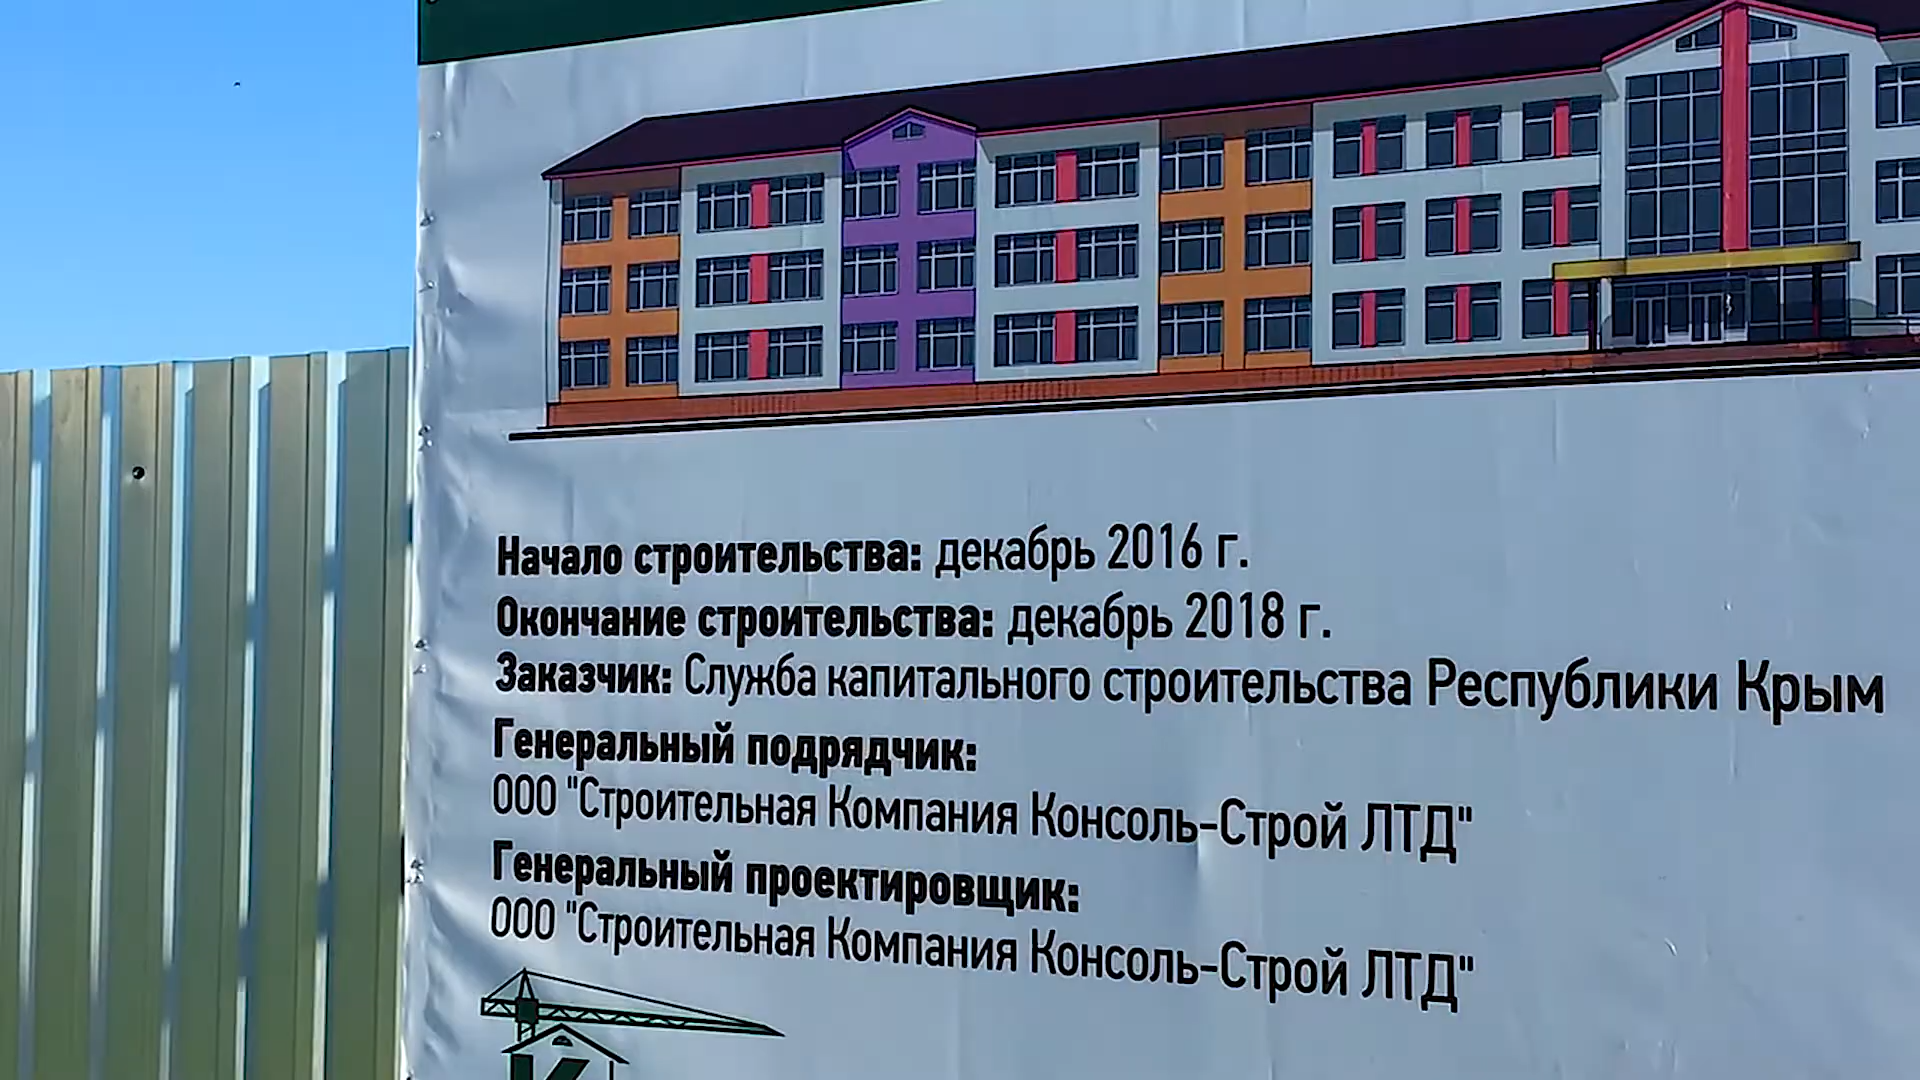 Начало строительства: декабрь 2016 г.
Окончание строительства: декабрь 2018 г.
Заказчик: Служба капитального строительства Республики Крым
Генеральный подрядчик:
ООО "Строительная Компания Консоль-Строй ЛТД"
Генеральный проектировщик:
ООО "Строительная Компания Консоль-Строй ЛТД"